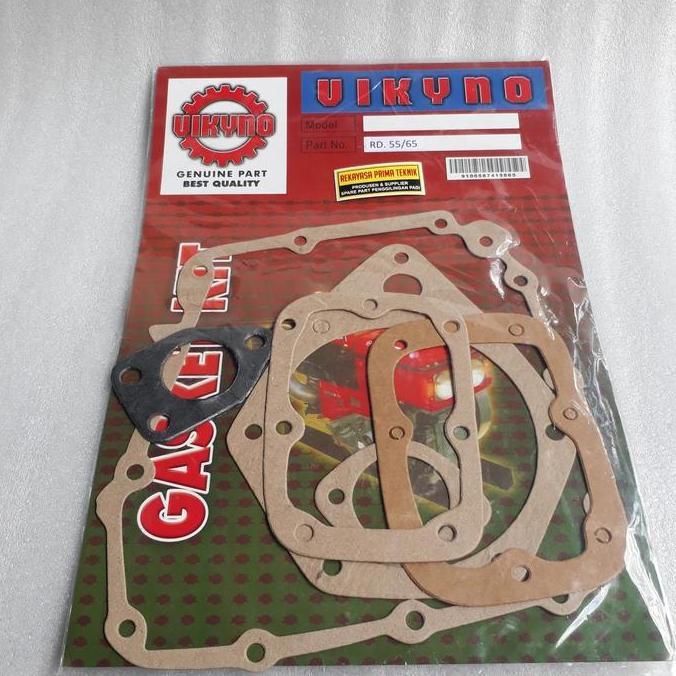 VIKYNO
VIKYNO
GENUINE PART
BEST QUALITY
Model
Part No.
RD. 55/65
REKAYASA PRIMA TEKNIK
PRODUSEN & SUPPLIER
SPARE PART PENGGILINGAN PADI
GASKET KIT